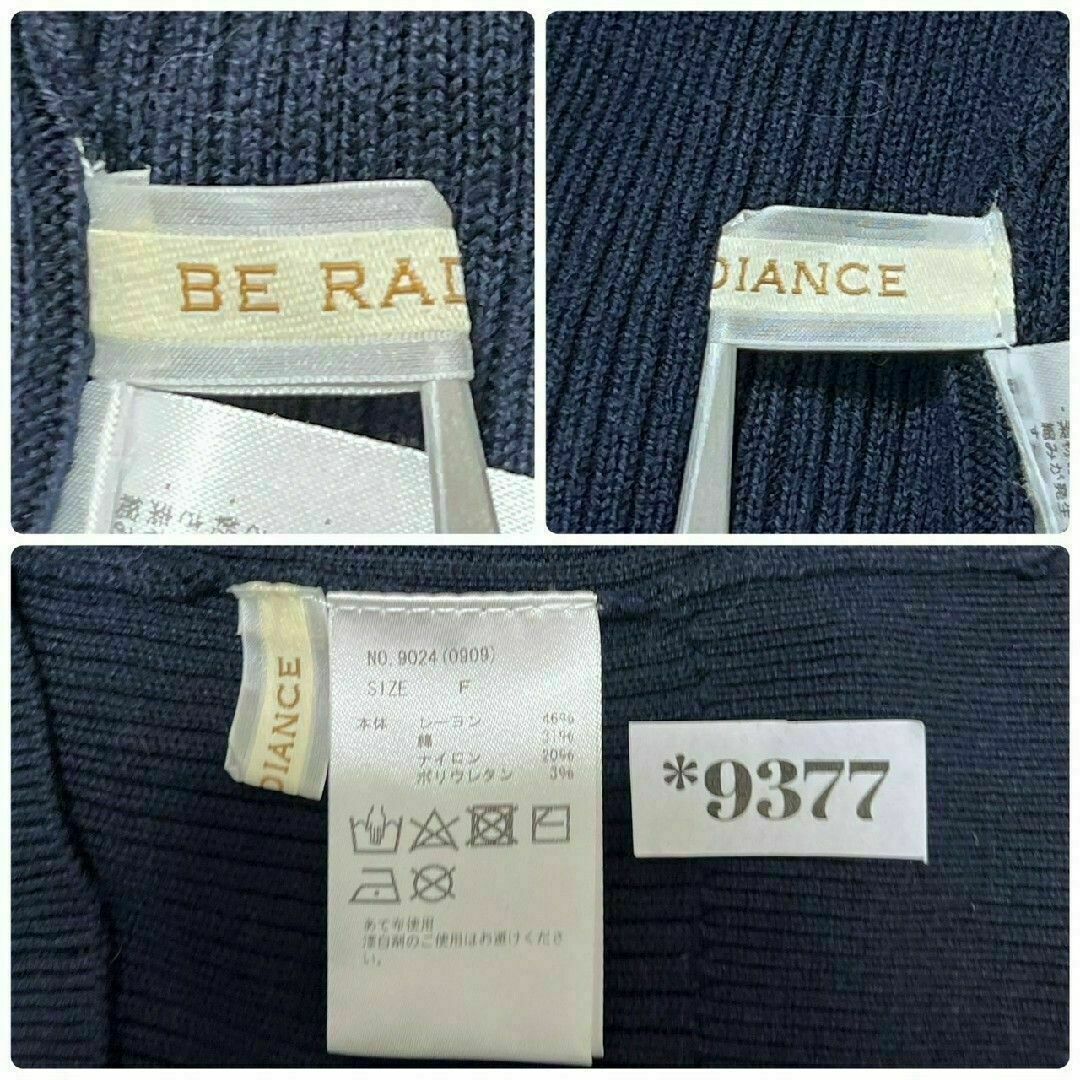 BE RAD
DIANCE
DIANCE
NO.9024(0909)
SIZE F
本体 レーヨン 46%
綿 31%
ナイロン 20%
ポリウレタン 3%
あて布使用
漂白剤のご使用はお避けくださ
い。
*9377